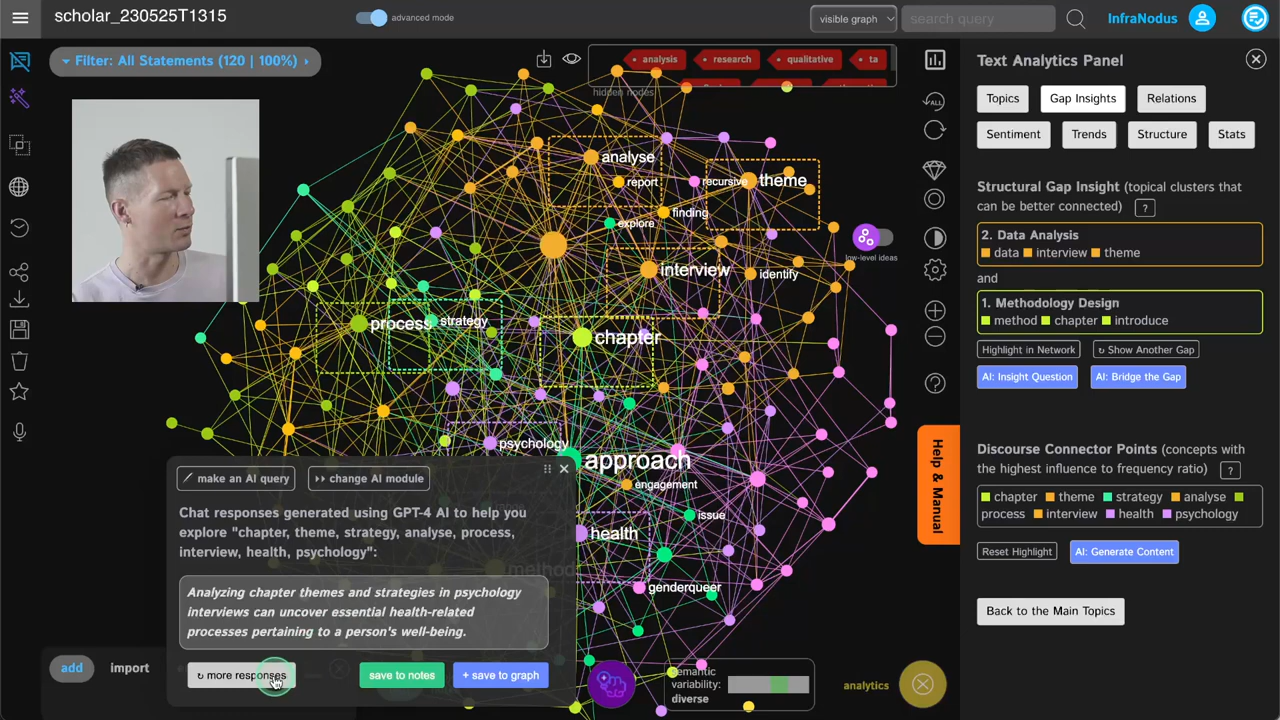 scholar_230525T1315
advanced mode
visible graph
search query
InfraNodus
Filter: All Statements (120 | 100%)
• analysis • research • qualitative • ta
hidden nodes
analyse
report
recursive
theme
finding
explore
interview
identify
low-level ideas
process
strategy
chapter
psychology
approach
engagement
issue
health
method
genderqueer
make an AI query
change AI module
Chat responses generated using GPT-4 AI to help you
explore "chapter, theme, strategy, analyse, process,
interview, health, psychology":
Analyzing chapter themes and strategies in psychology
interviews can uncover essential health-related
processes pertaining to a person's well-being.
↻ more responses
save to notes
+ save to graph
add
import
semantic
variability:
diverse
analytics
Help & Manual
Text Analytics Panel
Topics
Gap Insights
Relations
Sentiment
Trends
Structure
Stats
Structural Gap Insight (topical clusters that
can be better connected) ?
2. Data Analysis
data interview theme
and
1. Methodology Design
method chapter introduce
Highlight in Network
↻ Show Another Gap
AI: Insight Question
AI: Bridge the Gap
Discourse Connector Points (concepts with
the highest influence to frequency ratio) ?
chapter theme strategy analyse
process interview health psychology
Reset Highlight
AI: Generate Content
Back to the Main Topics